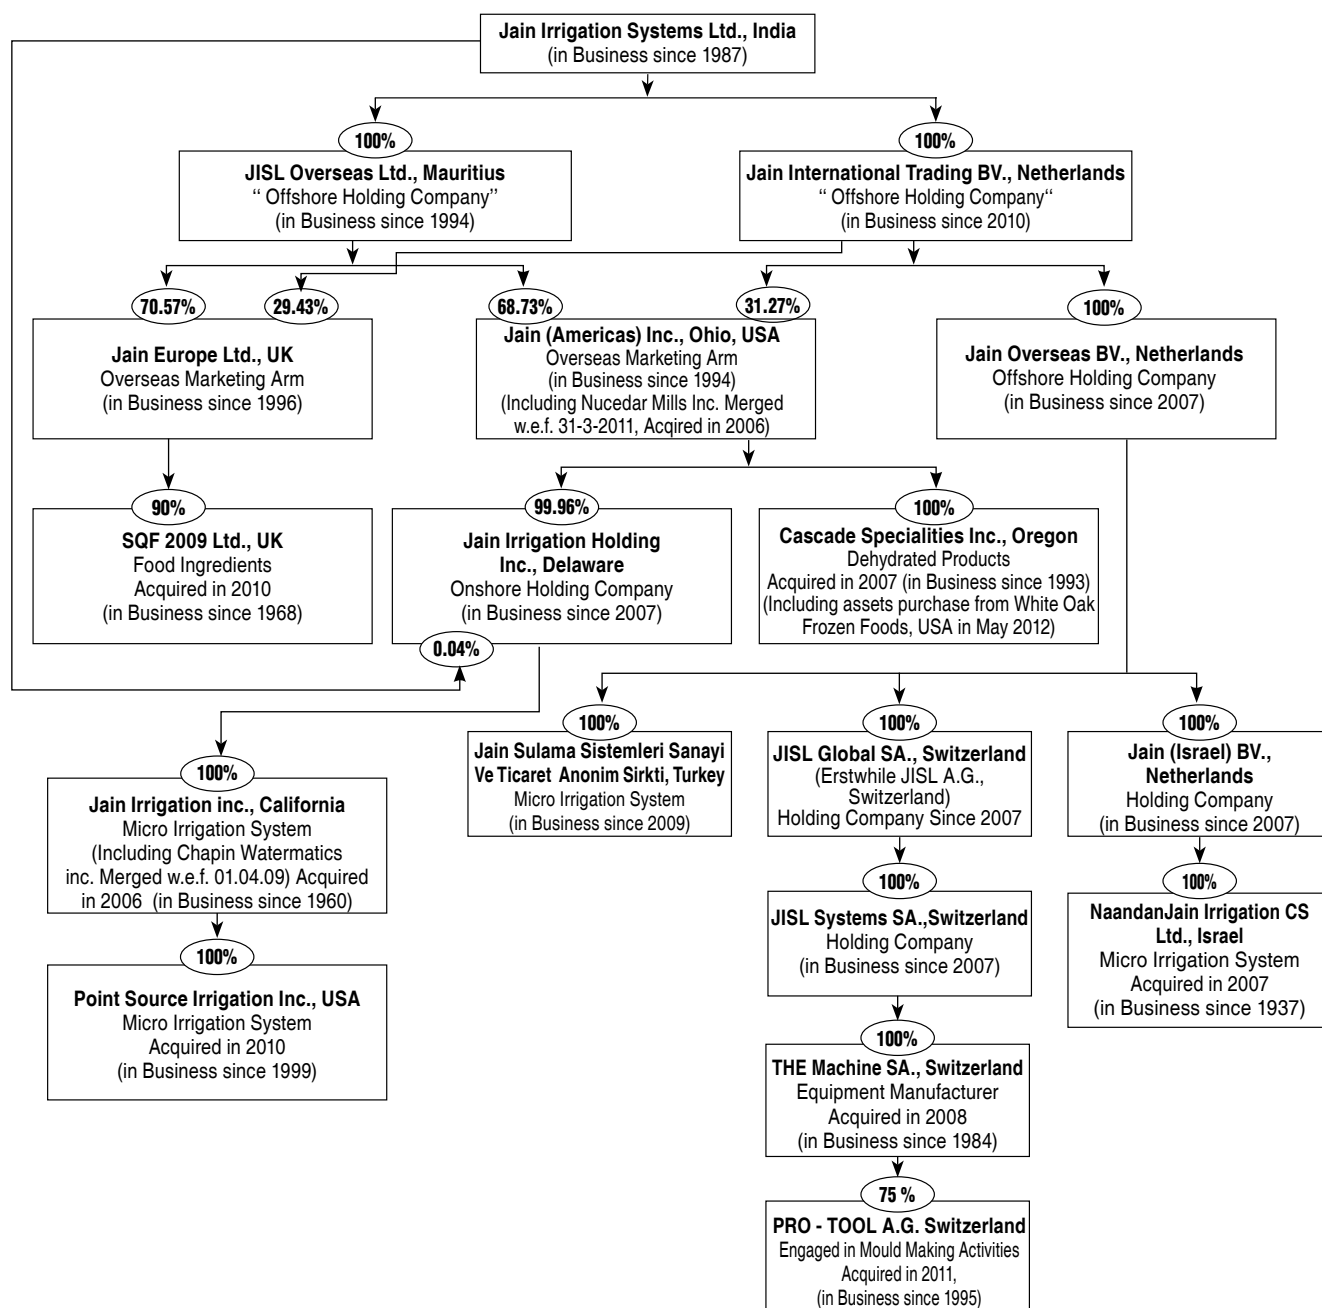 Jain Irrigation Systems Ltd., India
(in Business since 1987)
100%
JISL Overseas Ltd., Mauritius
“ Offshore Holding Company”
(in Business since 1994)
100%
Jain International Trading BV., Netherlands
“ Offshore Holding Company“
(in Business since 2010)
70.57%
29.43%
Jain Europe Ltd., UK
Overseas Marketing Arm
(in Business since 1996)
68.73%
31.27%
Jain (Americas) Inc., Ohio, USA
Overseas Marketing Arm
(in Business since 1994)
(Including Nucedar Mills Inc. Merged
w.e.f. 31-3-2011, Acqired in 2006)
100%
Jain Overseas BV., Netherlands
Offshore Holding Company
(in Business since 2007)
90%
SQF 2009 Ltd., UK
Food Ingredients
Acquired in 2010
(in Business since 1968)
99.96%
Jain Irrigation Holding
Inc., Delaware
Onshore Holding Company
(in Business since 2007)
0.04%
100%
Cascade Specialities Inc., Oregon
Dehydrated Products
Acquired in 2007 (in Business since 1993)
(Including assets purchase from White Oak
Frozen Foods, USA in May 2012)
100%
Jain Irrigation inc., California
Micro Irrigation System
(Including Chapin Watermatics
inc. Merged w.e.f. 01.04.09) Acquired
in 2006 (in Business since 1960)
100%
Point Source Irrigation Inc., USA
Micro Irrigation System
Acquired in 2010
(in Business since 1999)
100%
Jain Sulama Sistemleri Sanayi
Ve Ticaret Anonim Sirkti, Turkey
Micro Irrigation System
(in Business since 2009)
100%
JISL Global SA., Switzerland
(Erstwhile JISL A.G.,
Switzerland)
Holding Company Since 2007
100%
JISL Systems SA.,Switzerland
Holding Company
(in Business since 2007)
100%
THE Machine SA., Switzerland
Equipment Manufacturer
Acquired in 2008
(in Business since 1984)
75 %
PRO - TOOL A.G. Switzerland
Engaged in Mould Making Activities
Acquired in 2011,
(in Business since 1995)
100%
Jain (Israel) BV.,
Netherlands
Holding Company
(in Business since 2007)
100%
NaandanJain Irrigation CS
Ltd., Israel
Micro Irrigation System
Acquired in 2007
(in Business since 1937)